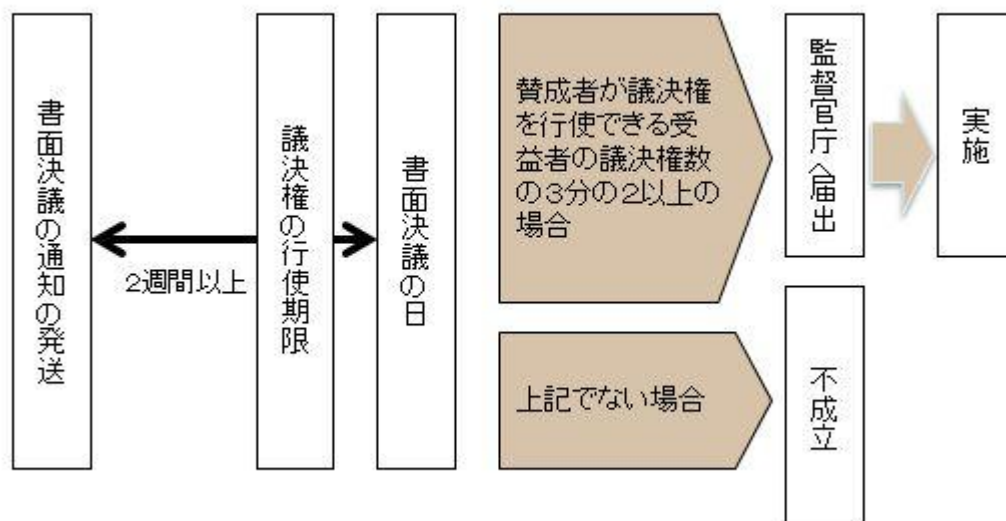 書面決議の通知の発送
2週間以上
議決権の行使期限
書面決議の日
賛成者が議決権
を行使できる受
益者の議決権数
の3分の2以上の
場合
監督官庁へ届出
実施
上記でない場合
不成立